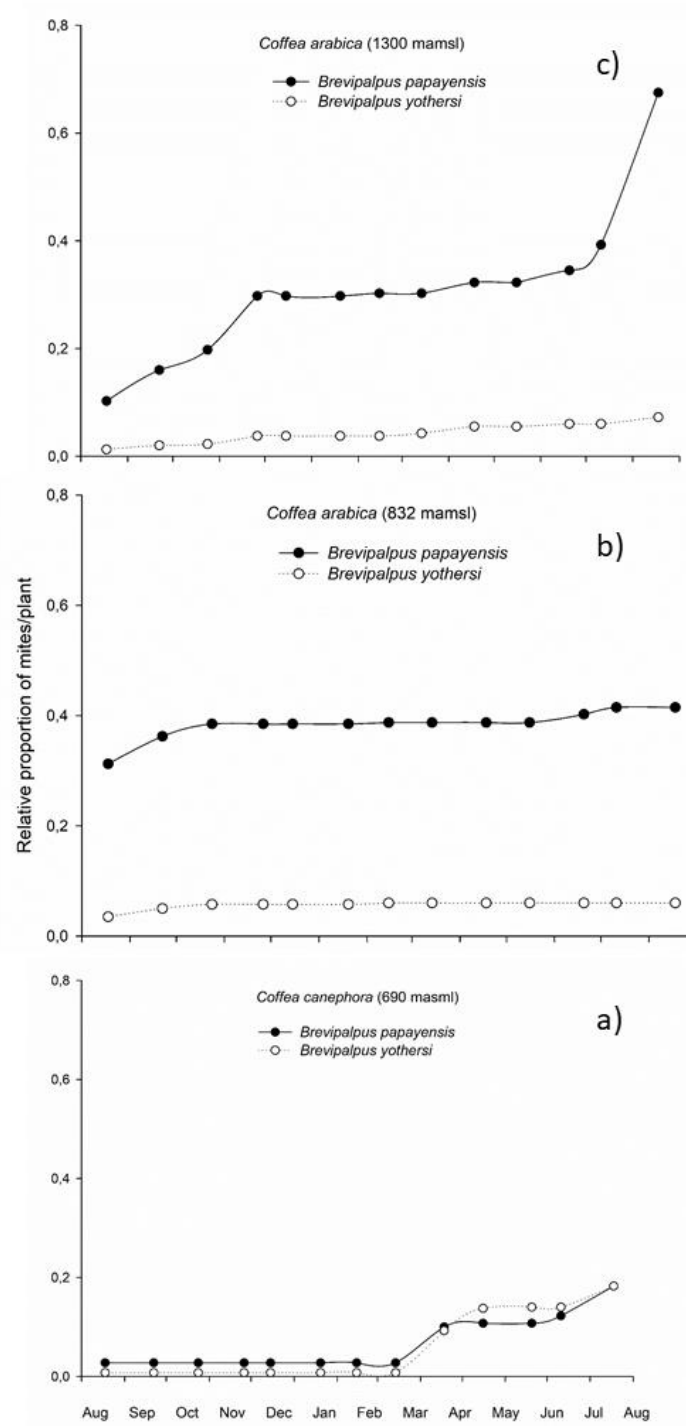 0,8
Coffea arabica (1300 mamsl)
c)
Brevipalpus papayensis
Brevipalpus yothersi
0,6
0,4
0,2
0,0
0,8
Coffea arabica (832 mamsl)
b)
Brevipalpus papayensis
Brevipalpus yothersi
0,6
0,4
0,2
0,0
Relative proportion of mites/plant
0,8
Coffea canephora (690 masml)
a)
Brevipalpus papayensis
Brevipalpus yothersi
0,6
0,4
0,2
0,0
Aug Sep Oct Nov Dec Jan Feb Mar Apr May Jun Jul Aug